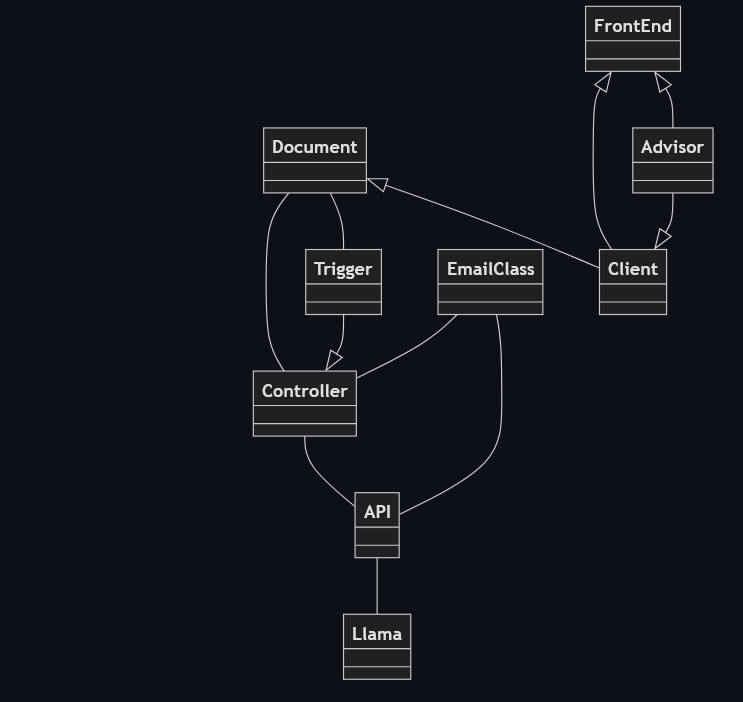 FrontEnd
Document
Advisor
Trigger
EmailClass
Client
Controller
API
Llama